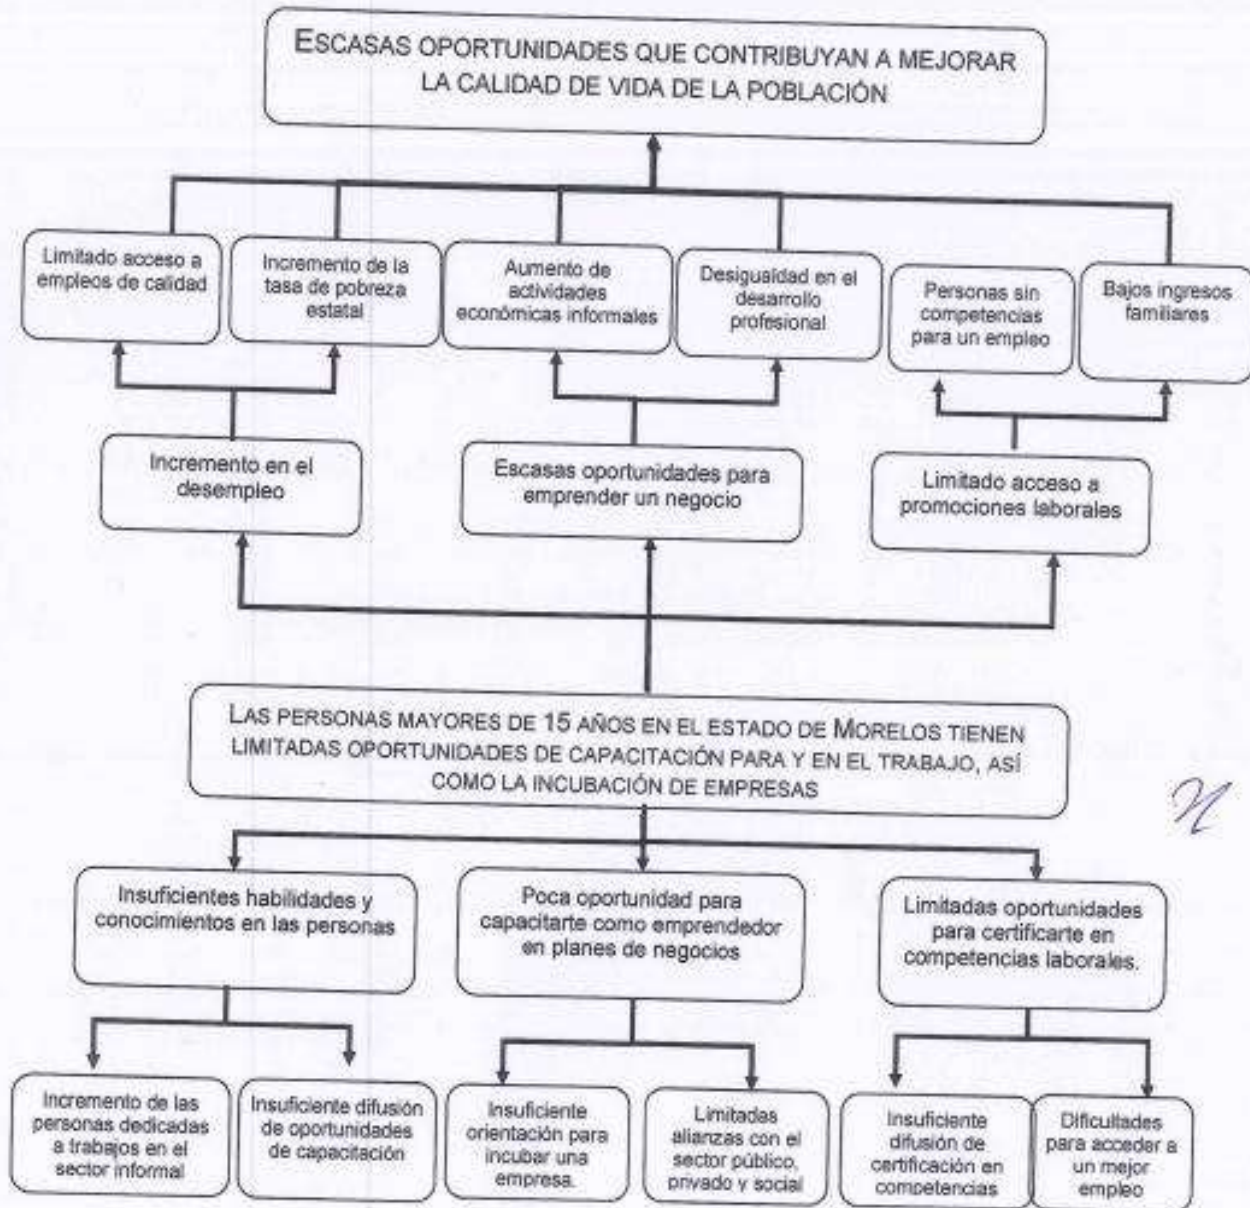 ESCASAS OPORTUNIDADES QUE CONTRIBUYAN A MEJORAR
LA CALIDAD DE VIDA DE LA POBLACIÓN
Limitado acceso a
empleos de calidad
Incremento de la
tasa de pobreza
estatal
Aumento de
actividades
económicas informales
Desigualdad en el
desarrollo
profesional
Personas sin
competencias
para un empleo
Bajos ingresos
familiares
Incremento en el
desempleo
Escasas oportunidades para
emprender un negocio
Limitado acceso a
promociones laborales
LAS PERSONAS MAYORES DE 15 AÑOS EN EL ESTADO DE MORELOS TIENEN
LIMITADAS OPORTUNIDADES DE CAPACITACIÓN PARA Y EN EL TRABAJO, ASÍ
COMO LA INCUBACIÓN DE EMPRESAS
Insuficientes habilidades y
conocimientos en las personas
Poca oportunidad para
capacitarte como emprendedor
en planes de negocios
Limitadas oportunidades
para certificarte en
competencias laborales.
Incremento de las
personas dedicadas
a trabajos en el
sector informal
Insuficiente difusión
de oportunidades
de capacitación
Insuficiente
orientación para
incubar una
empresa.
Limitadas
alianzas con el
sector público,
privado y social
Insuficiente
difusión de
certificación en
competencias
Dificultades
para acceder a
un mejor
empleo